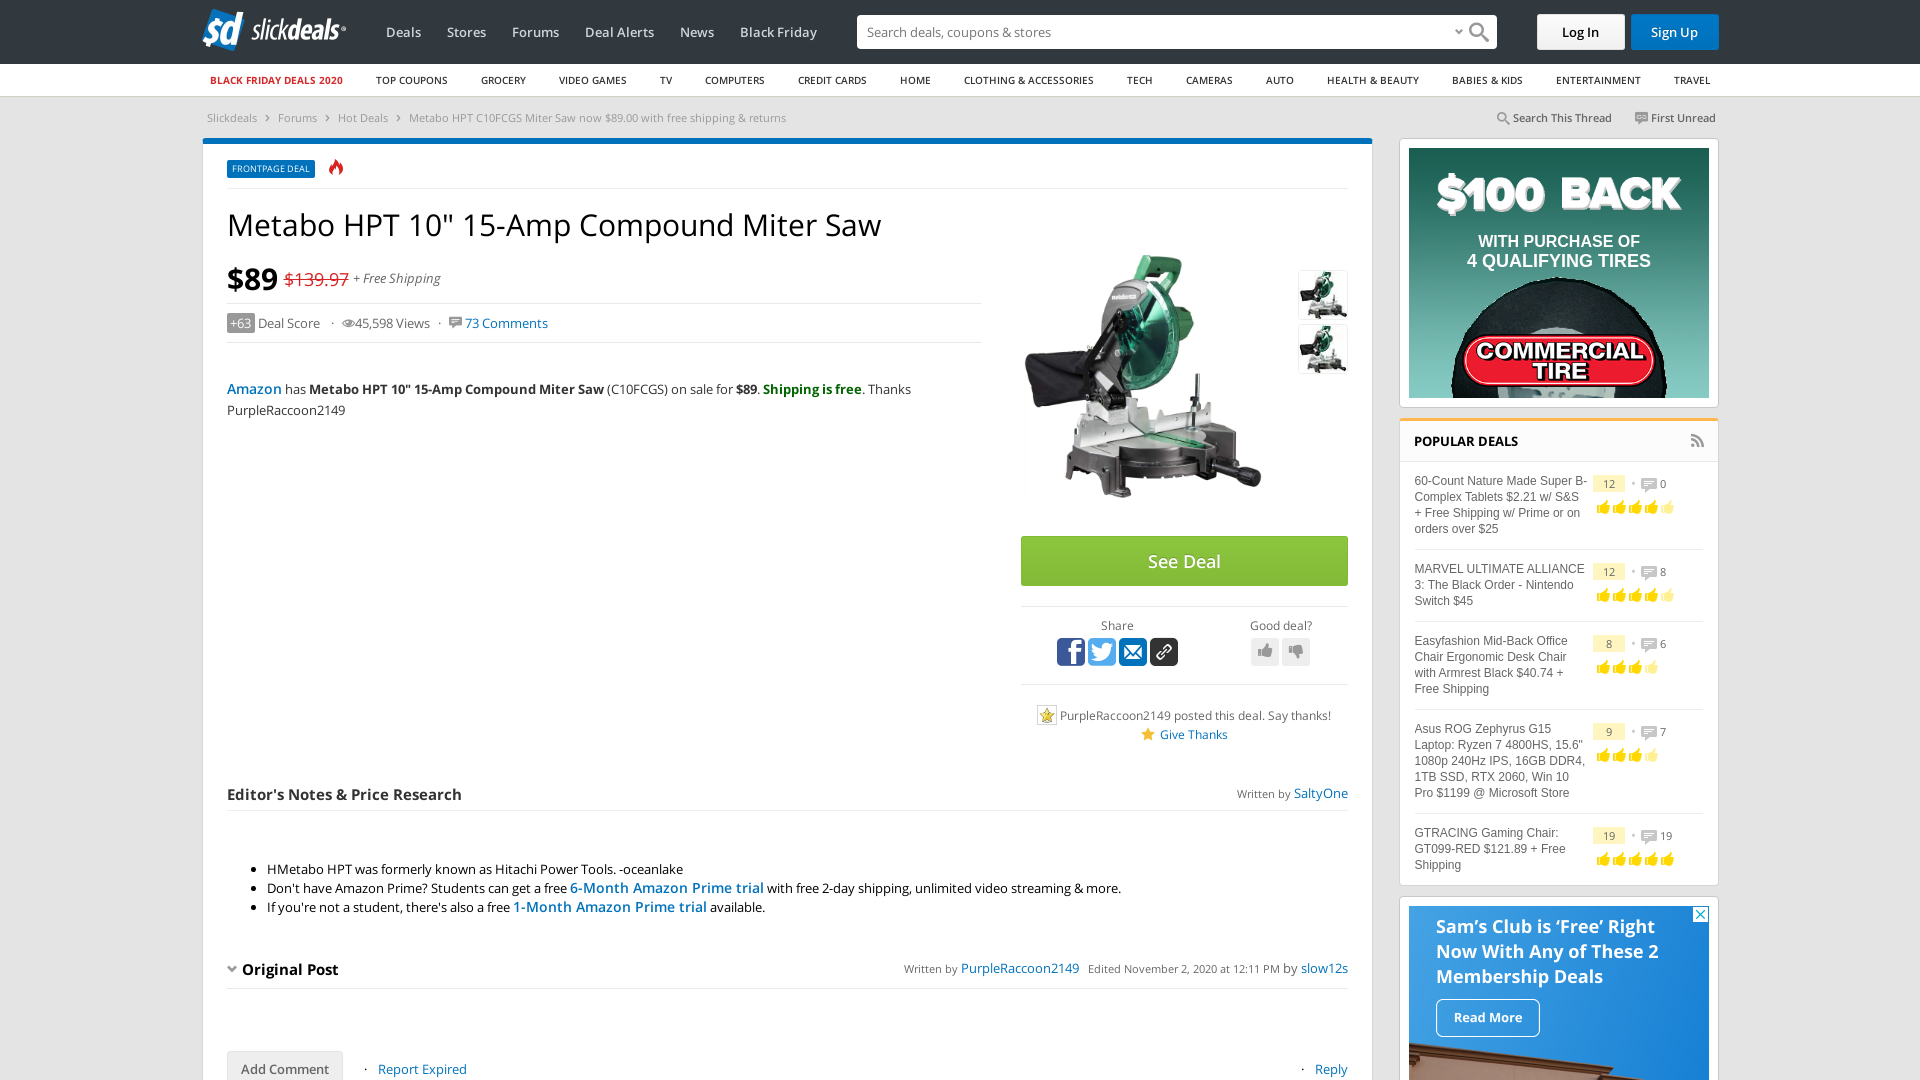 slickdeals
Deals
Stores
Forums
Deal Alerts
News
Black Friday
Search deals, coupons & stores
Log In
Sign Up
BLACK FRIDAY DEALS 2020
TOP COUPONS
GROCERY
VIDEO GAMES
TV
COMPUTERS
CREDIT CARDS
HOME
CLOTHING & ACCESSORIES
TECH
CAMERAS
AUTO
HEALTH & BEAUTY
BABIES & KIDS
ENTERTAINMENT
TRAVEL
Slickdeals > Forums > Hot Deals > Metabo HPT C10FCGS Miter Saw now $89.00 with free shipping & returns
Search This Thread
First Unread
FRONTPAGE DEAL
Metabo HPT 10" 15-Amp Compound Miter Saw
$89 $139.97 + Free Shipping
+63 Deal Score · 45,598 Views · 73 Comments
Amazon has Metabo HPT 10" 15-Amp Compound Miter Saw (C10FCGS) on sale for $89. Shipping is free. Thanks
PurpleRaccoon2149
See Deal
Share
Good deal?
PurpleRaccoon2149 posted this deal. Say thanks!
Give Thanks
Editor's Notes & Price Research
Written by SaltyOne
• HMetabo HPT was formerly known as Hitachi Power Tools. -oceanlake
• Don't have Amazon Prime? Students can get a free 6-Month Amazon Prime trial with free 2-day shipping, unlimited video streaming & more.
• If you're not a student, there's also a free 1-Month Amazon Prime trial available.
Original Post
Written by PurpleRaccoon2149 Edited November 2, 2020 at 12:11 PM by slow12s
Add Comment · Report Expired
· Reply
$100 BACK
WITH PURCHASE OF
4 QUALIFYING TIRES
COMMERCIAL
TIRE
POPULAR DEALS
60-Count Nature Made Super B-
Complex Tablets $2.21 w/ S&S
+ Free Shipping w/ Prime or on
orders over $25
12 • 0
MARVEL ULTIMATE ALLIANCE
3: The Black Order - Nintendo
Switch $45
12 • 8
Easyfashion Mid-Back Office
Chair Ergonomic Desk Chair
with Armrest Black $40.74 +
Free Shipping
8 • 6
Asus ROG Zephyrus G15
Laptop: Ryzen 7 4800HS, 15.6"
1080p 240Hz IPS, 16GB DDR4,
1TB SSD, RTX 2060, Win 10
Pro $1199 @ Microsoft Store
9 • 7
GTRACING Gaming Chair:
GT099-RED $121.89 + Free
Shipping
19 • 19
Sam's Club is ‘Free’ Right
Now With Any of These 2
Membership Deals
Read More